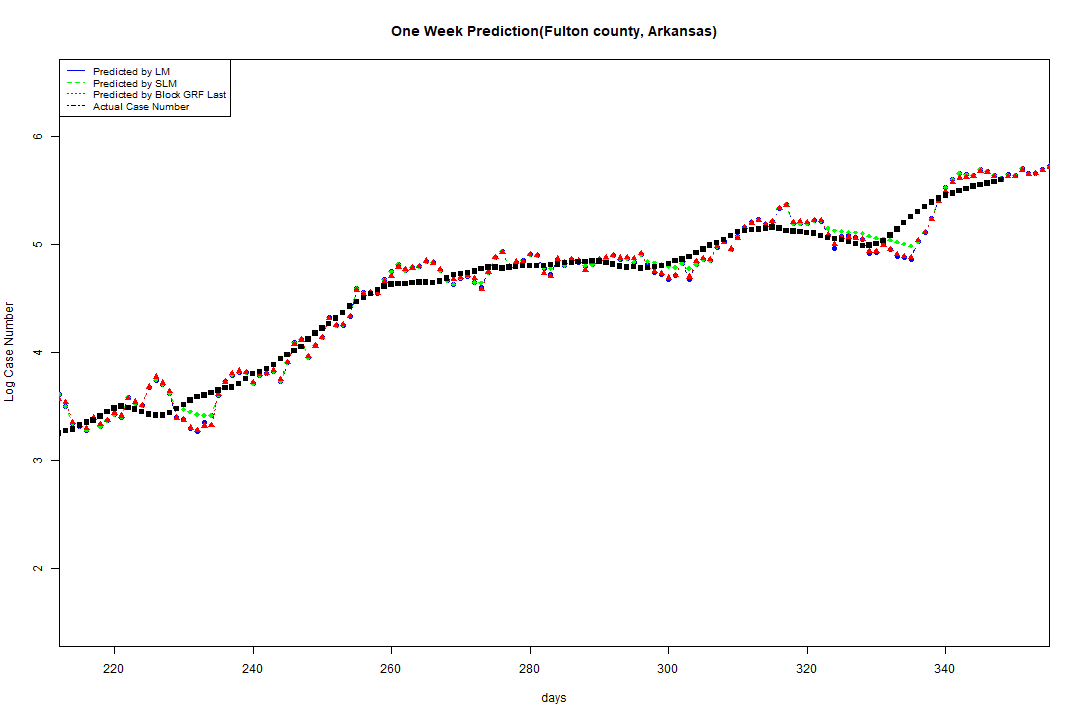 One Week Prediction(Fulton county, Arkansas)
Predicted by LM
Predicted by SLM
Predicted by Block GRF Last
Actual Case Number
Log Case Number
6
5
4
3
2
220 240 260 280 300 320 340
days